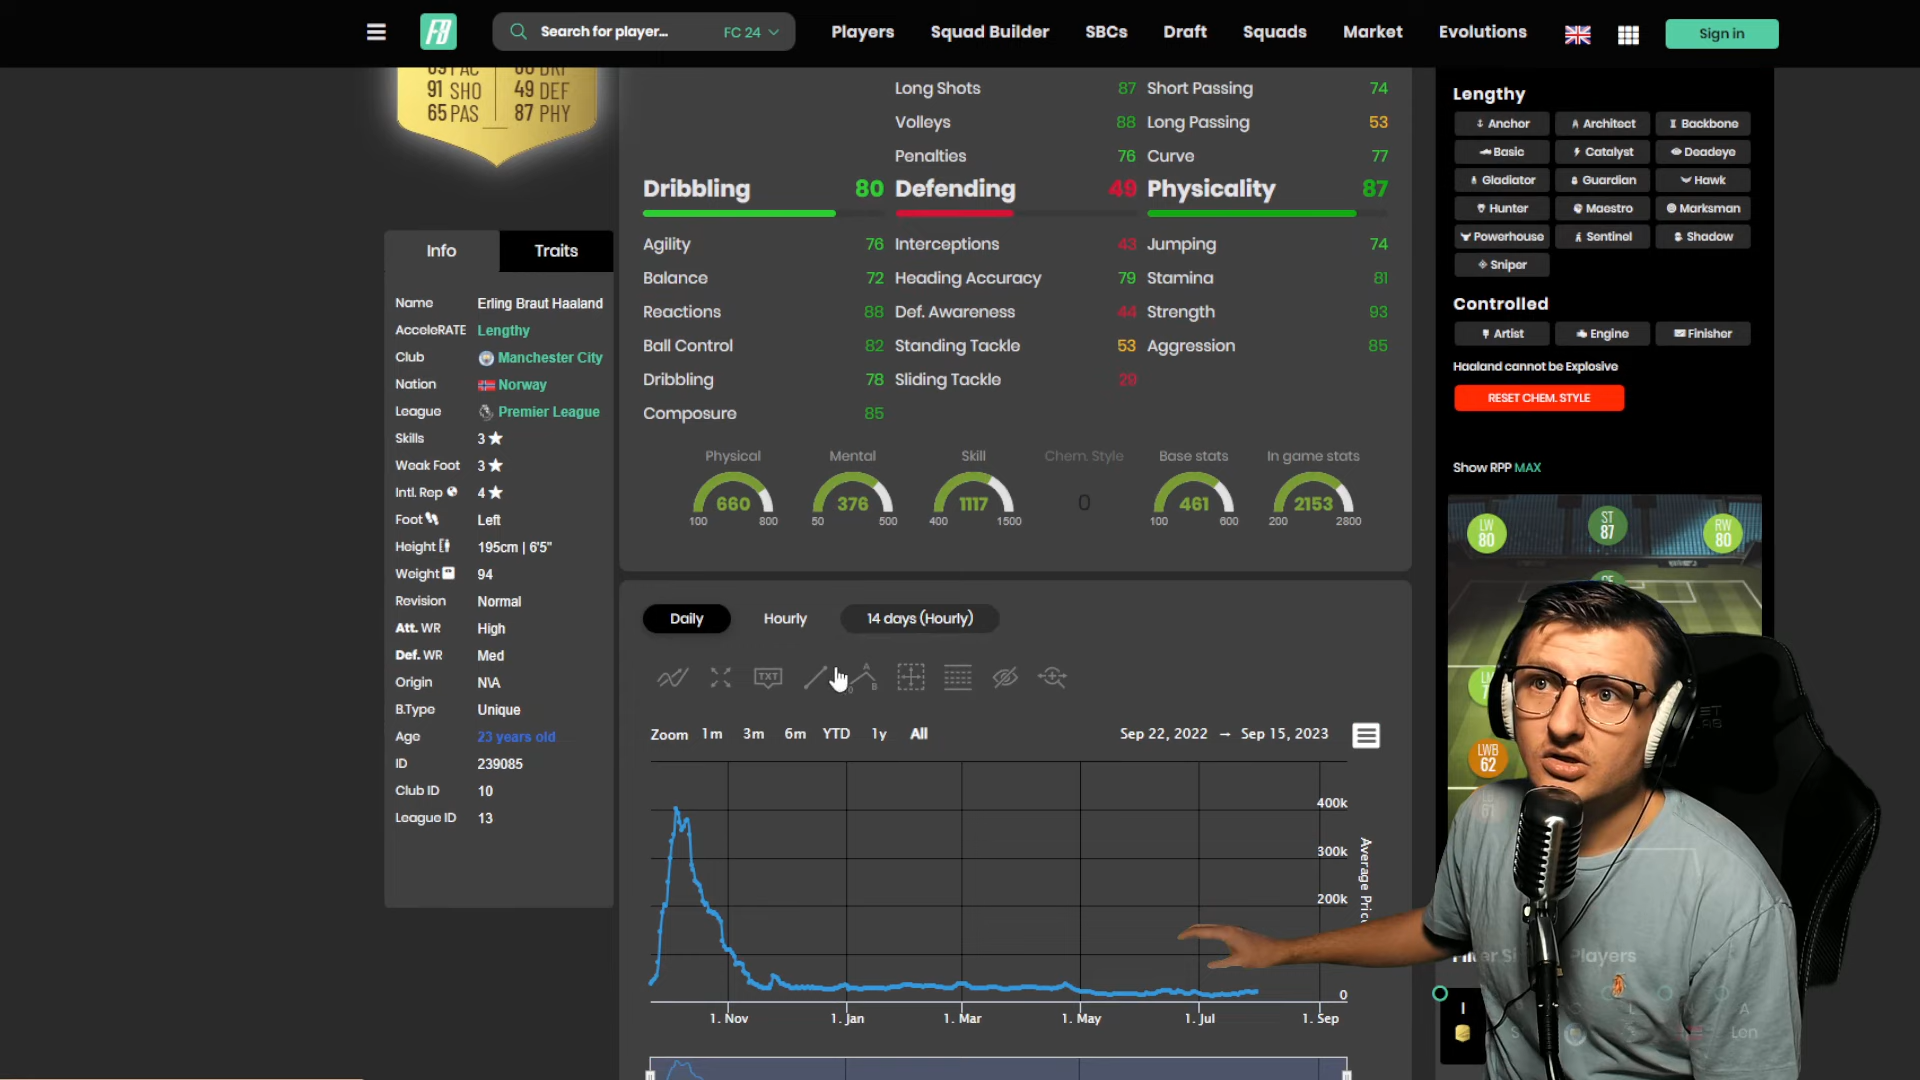 F8
Search for player...
FC 24
Players
Squad Builder
SBCs
Draft
Squads
Market
Evolutions
Sign in
91 SHO
49 DEF
65 PAS
87 PHY
Long Shots 87
Volleys 88
Penalties 76
Short Passing 74
Long Passing 53
Curve 77
Dribbling 80
Agility 76
Balance 72
Reactions 88
Ball Control 82
Dribbling 78
Composure 85
Defending 49
Interceptions 43
Heading Accuracy 79
Def. Awareness 44
Standing Tackle 53
Sliding Tackle 29
Physicality 87
Jumping 74
Stamina 81
Strength 93
Aggression 85
Info
Traits
Name Erling Braut Haaland
AcceleRATE Lengthy
Club Manchester City
Nation Norway
League Premier League
Skills 3
Weak Foot 3
Intl. Rep 4
Foot Left
Height 195cm | 6'5"
Weight 94
Revision Normal
Att. WR High
Def. WR Med
Origin N\A
B.Type Unique
Age 23 years old
ID 239085
Club ID 10
League ID 13
Physical 660 100 800
Mental 376 50 500
Skill 1117 400 1500
Chem. Style 0
Base stats 461 100 600
In game stats 2153 200 2800
Daily
Hourly
14 days (Hourly)
TXT
Zoom 1m 3m 6m YTD 1y All
Sep 22, 2022 → Sep 15, 2023
400k
300k
200k
0
Average
1. Nov
1. Jan
1. Mar
1. May
1. Jul
1. Sep
Lengthy
Anchor
Architect
Backbone
Basic
Catalyst
Deadeye
Gladiator
Guardian
Hawk
Hunter
Maestro
Marksman
Powerhouse
Sentinel
Shadow
Sniper
Controlled
Artist
Engine
Finisher
Haaland cannot be Explosive
RESET CHEM. STYLE
Show RPP MAX
LW
80
ST
87
RW
80
LWB
62
Players